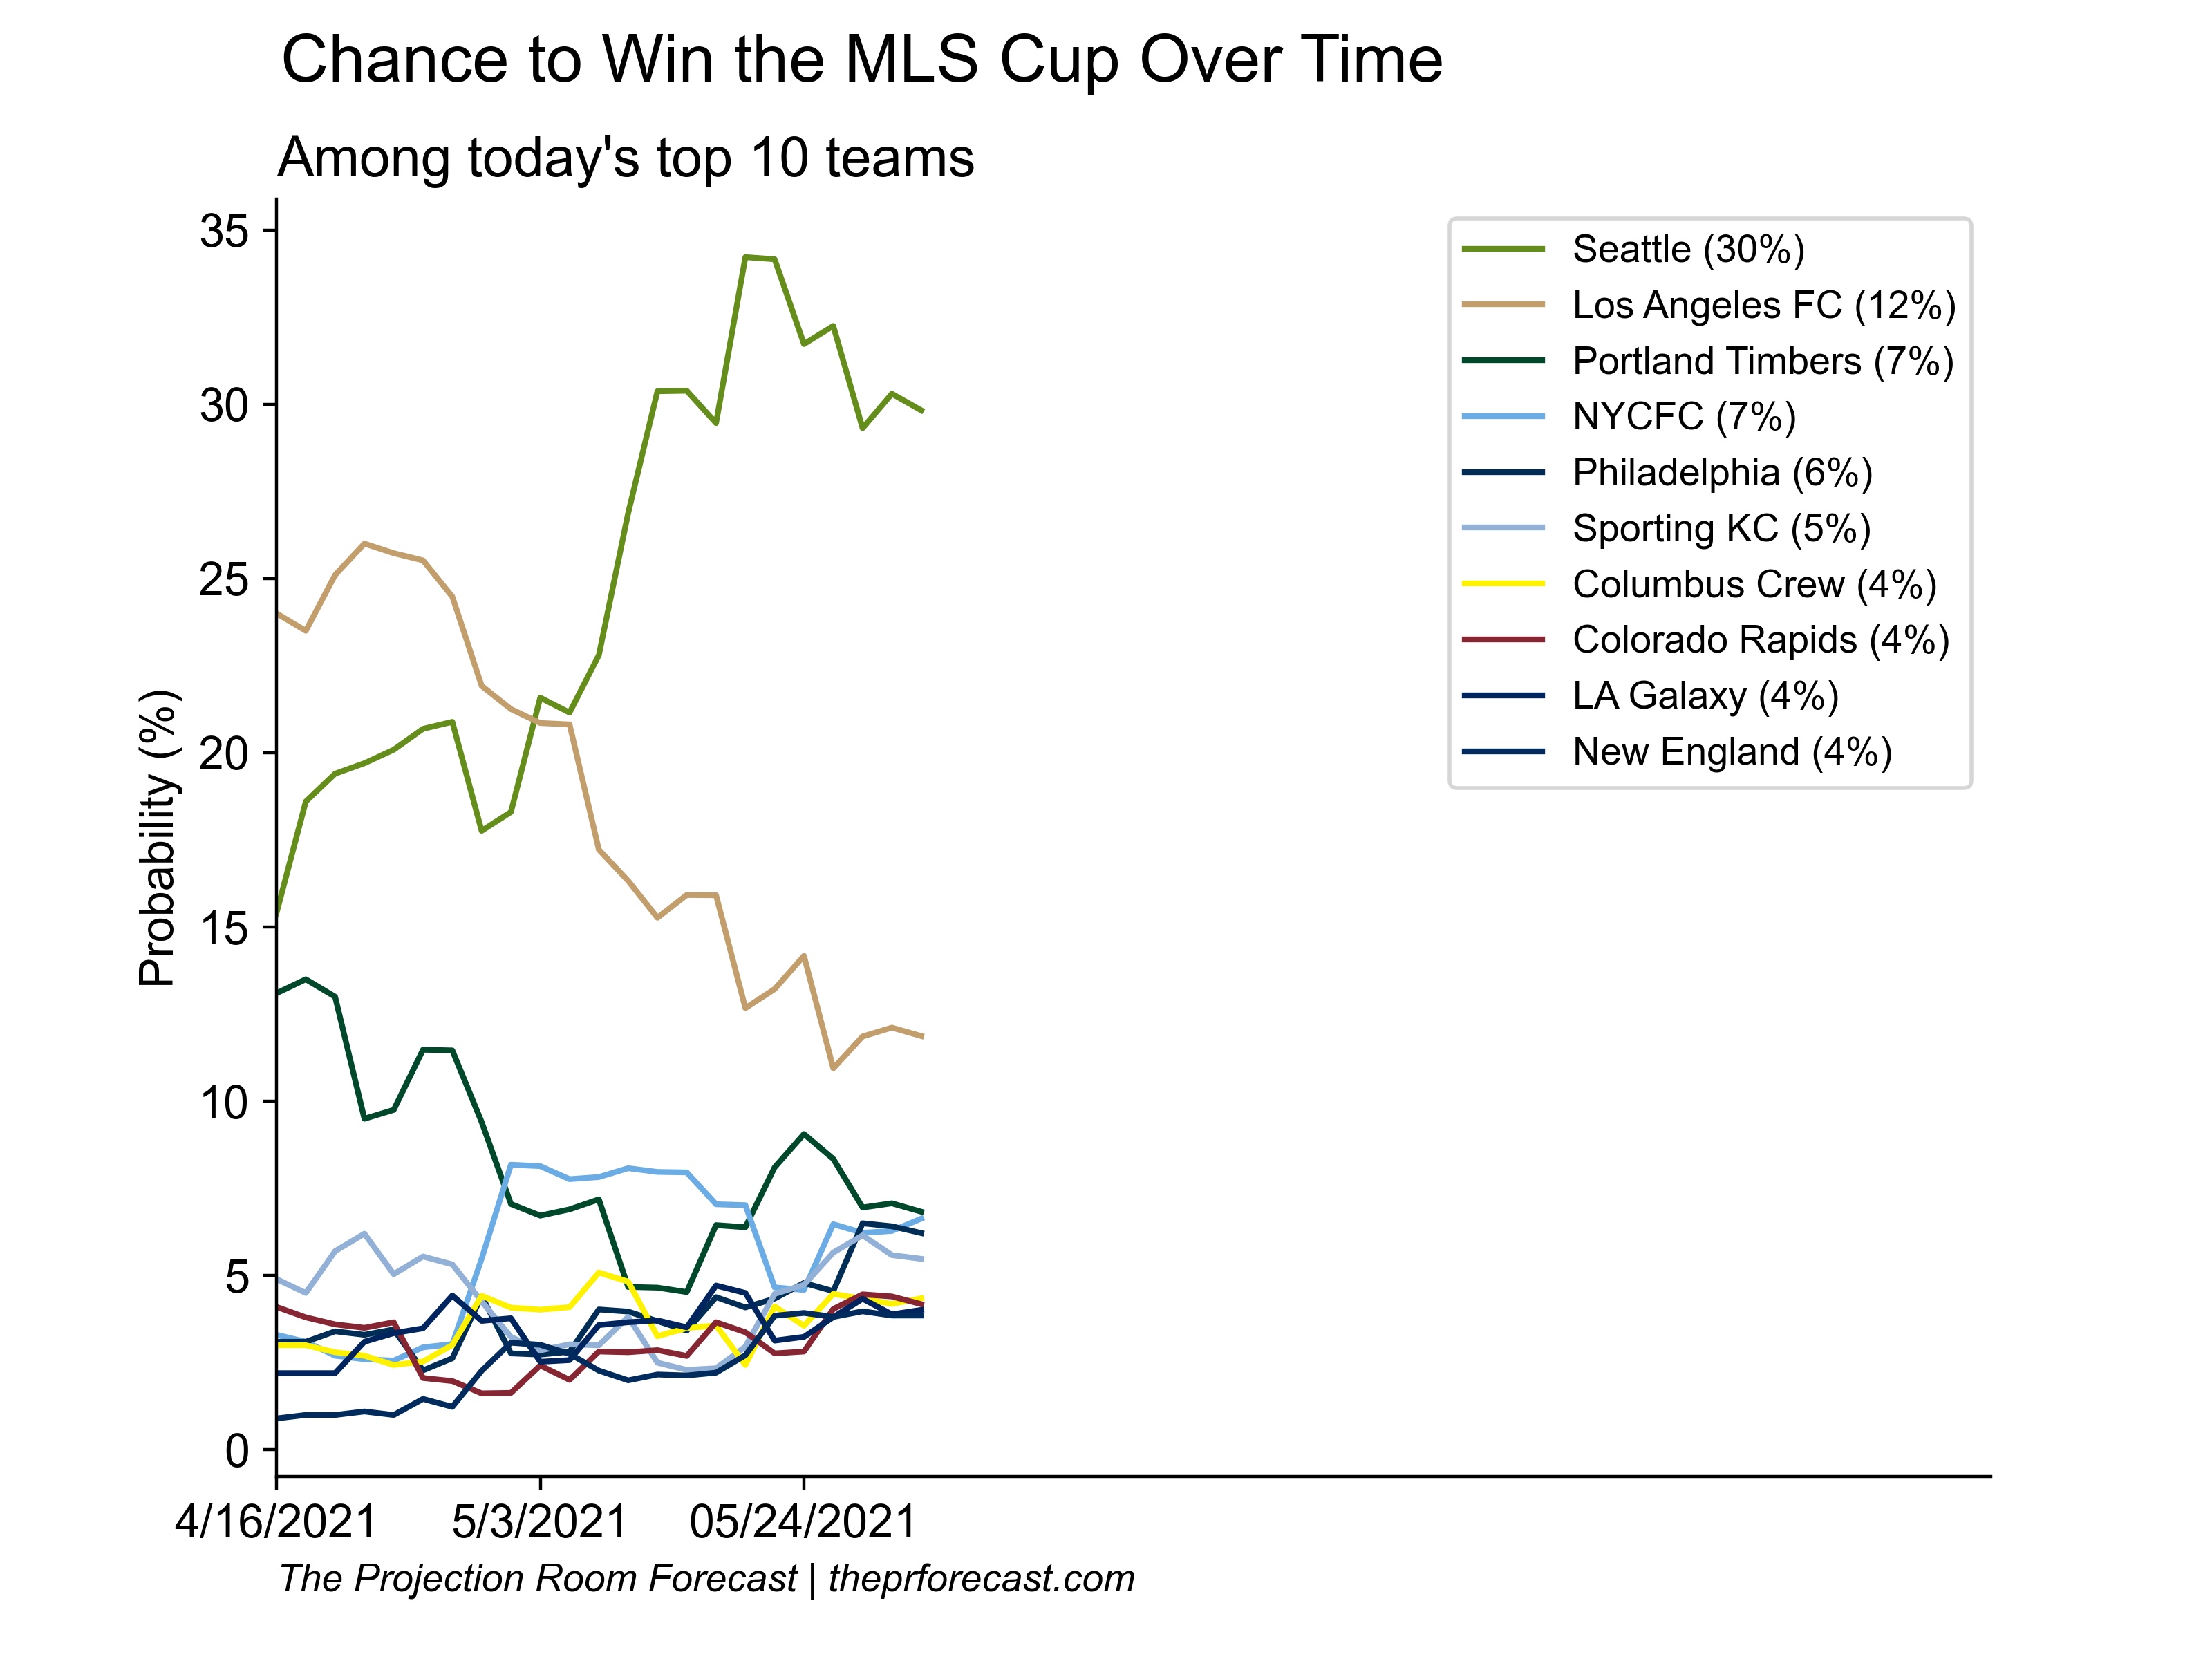 Chance to Win the MLS Cup Over Time
Among today's top 10 teams
35
30
25
20
15
10
5
0
Probability (%)
Seattle (30%)
Los Angeles FC (12%)
Portland Timbers (7%)
NYCFC (7%)
Philadelphia (6%)
Sporting KC (5%)
Columbus Crew (4%)
Colorado Rapids (4%)
LA Galaxy (4%)
New England (4%)
4/16/2021 5/3/2021 05/24/2021
The Projection Room Forecast | theprforecast.com